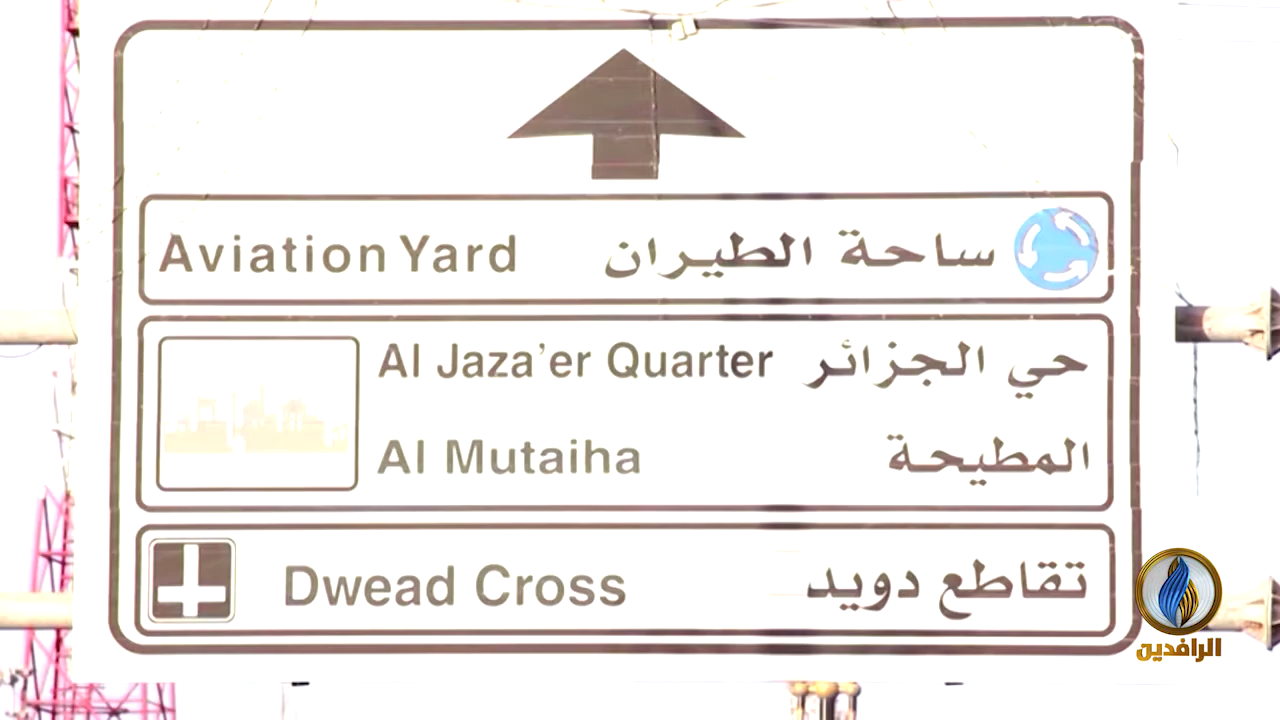 Aviation Yard ساحة الطيران
Al Jaza'er Quarter حي الجزائر
Al Mutaiha المطيحة
Dwead Cross تقاطع دويد
الرافدين